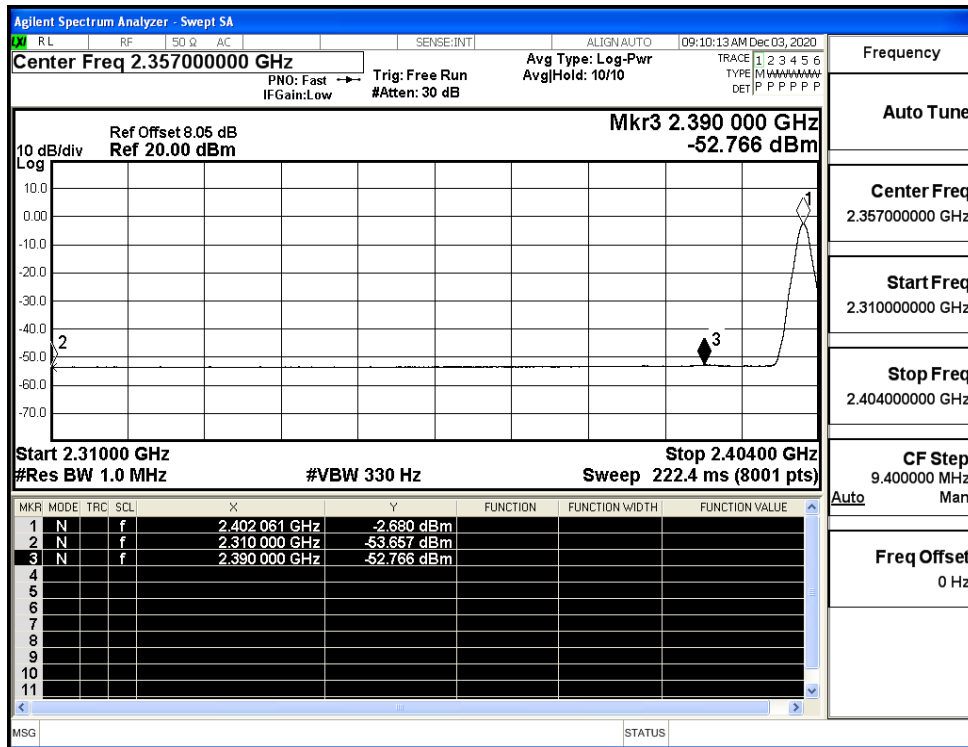 Agilent Spectrum Analyzer - Swept SA
LXI RL RF 50 Ω AC SENSE:INT ALIGN AUTO 09:10:13 AM Dec 03, 2020
Center Freq 2.357000000 GHz
PNO: Fast
IFGain:Low
Trig: Free Run
#Atten: 30 dB
Avg Type: Log-Pwr
Avg|Hold: 10/10
TRACE 1 2 3 4 5 6
TYPE M WWWWW
DET P P P P P P
Ref Offset 8.05 dB
10 dB/div Ref 20.00 dBm
Log
Mkr3 2.390 000 GHz
-52.766 dBm
10.0
0.00
-10.0
-20.0
-30.0
-40.0
-50.0
-60.0
-70.0
1
2
3
Start 2.31000 GHz Stop 2.40400 GHz
#Res BW 1.0 MHz #VBW 330 Hz Sweep 222.4 ms (8001 pts)
MKR MODE TRC SCL X Y FUNCTION FUNCTION WIDTH FUNCTION VALUE
1 N f 2.402 061 GHz -2.680 dBm
2 N f 2.310 000 GHz -53.657 dBm
3 N f 2.390 000 GHz -52.766 dBm
4
5
6
7
8
9
10
11
MSG STATUS
Frequency
Auto Tune
Center Freq
2.357000000 GHz
Start Freq
2.310000000 GHz
Stop Freq
2.404000000 GHz
CF Step
9.400000 MHz
Auto Man
Freq Offset
0 Hz